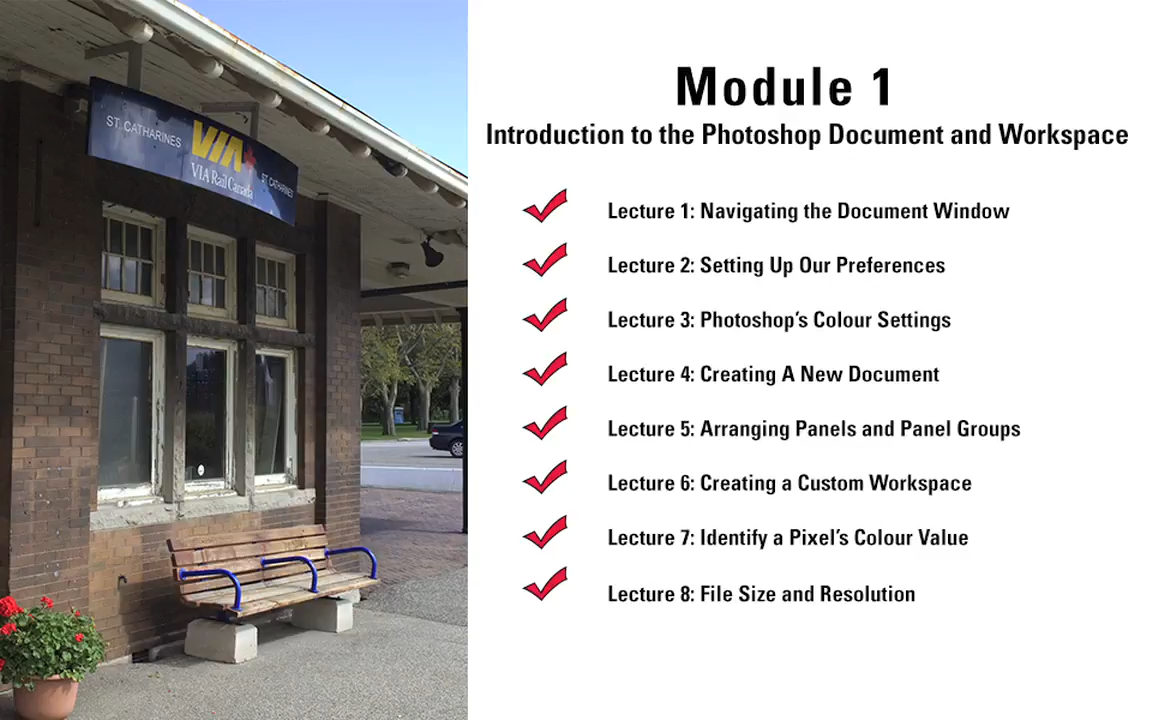 ST. CATHARINES
VIA
VIA Rail Canada
ST. CATHARINES
Module 1
Introduction to the Photoshop Document and Workspace
Lecture 1: Navigating the Document Window
Lecture 2: Setting Up Our Preferences
Lecture 3: Photoshop's Colour Settings
Lecture 4: Creating A New Document
Lecture 5: Arranging Panels and Panel Groups
Lecture 6: Creating a Custom Workspace
Lecture 7: Identify a Pixel's Colour Value
Lecture 8: File Size and Resolution